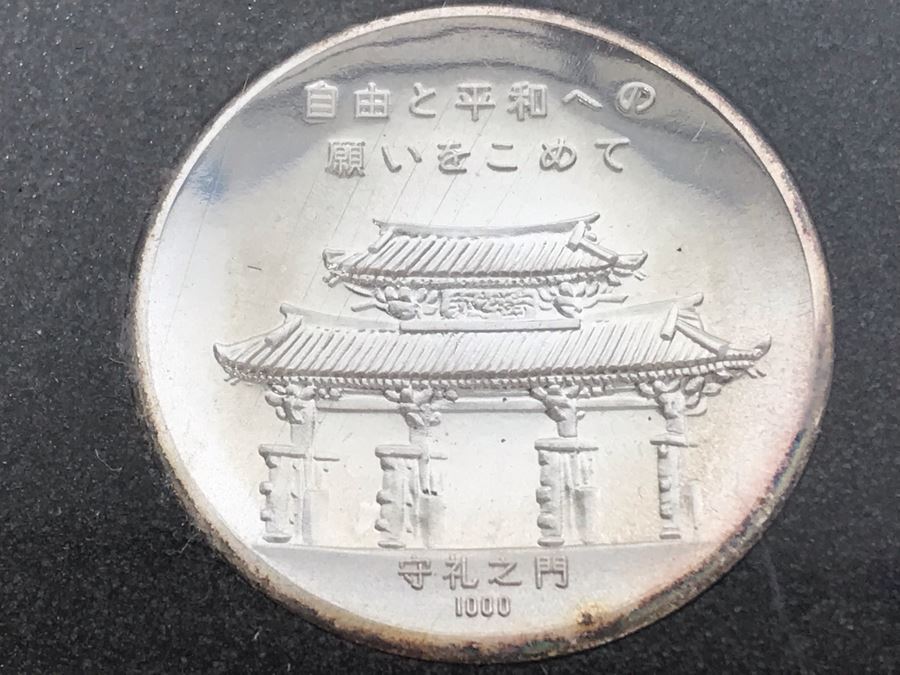 自由と平和への
願いをこめて
守礼之門
1000